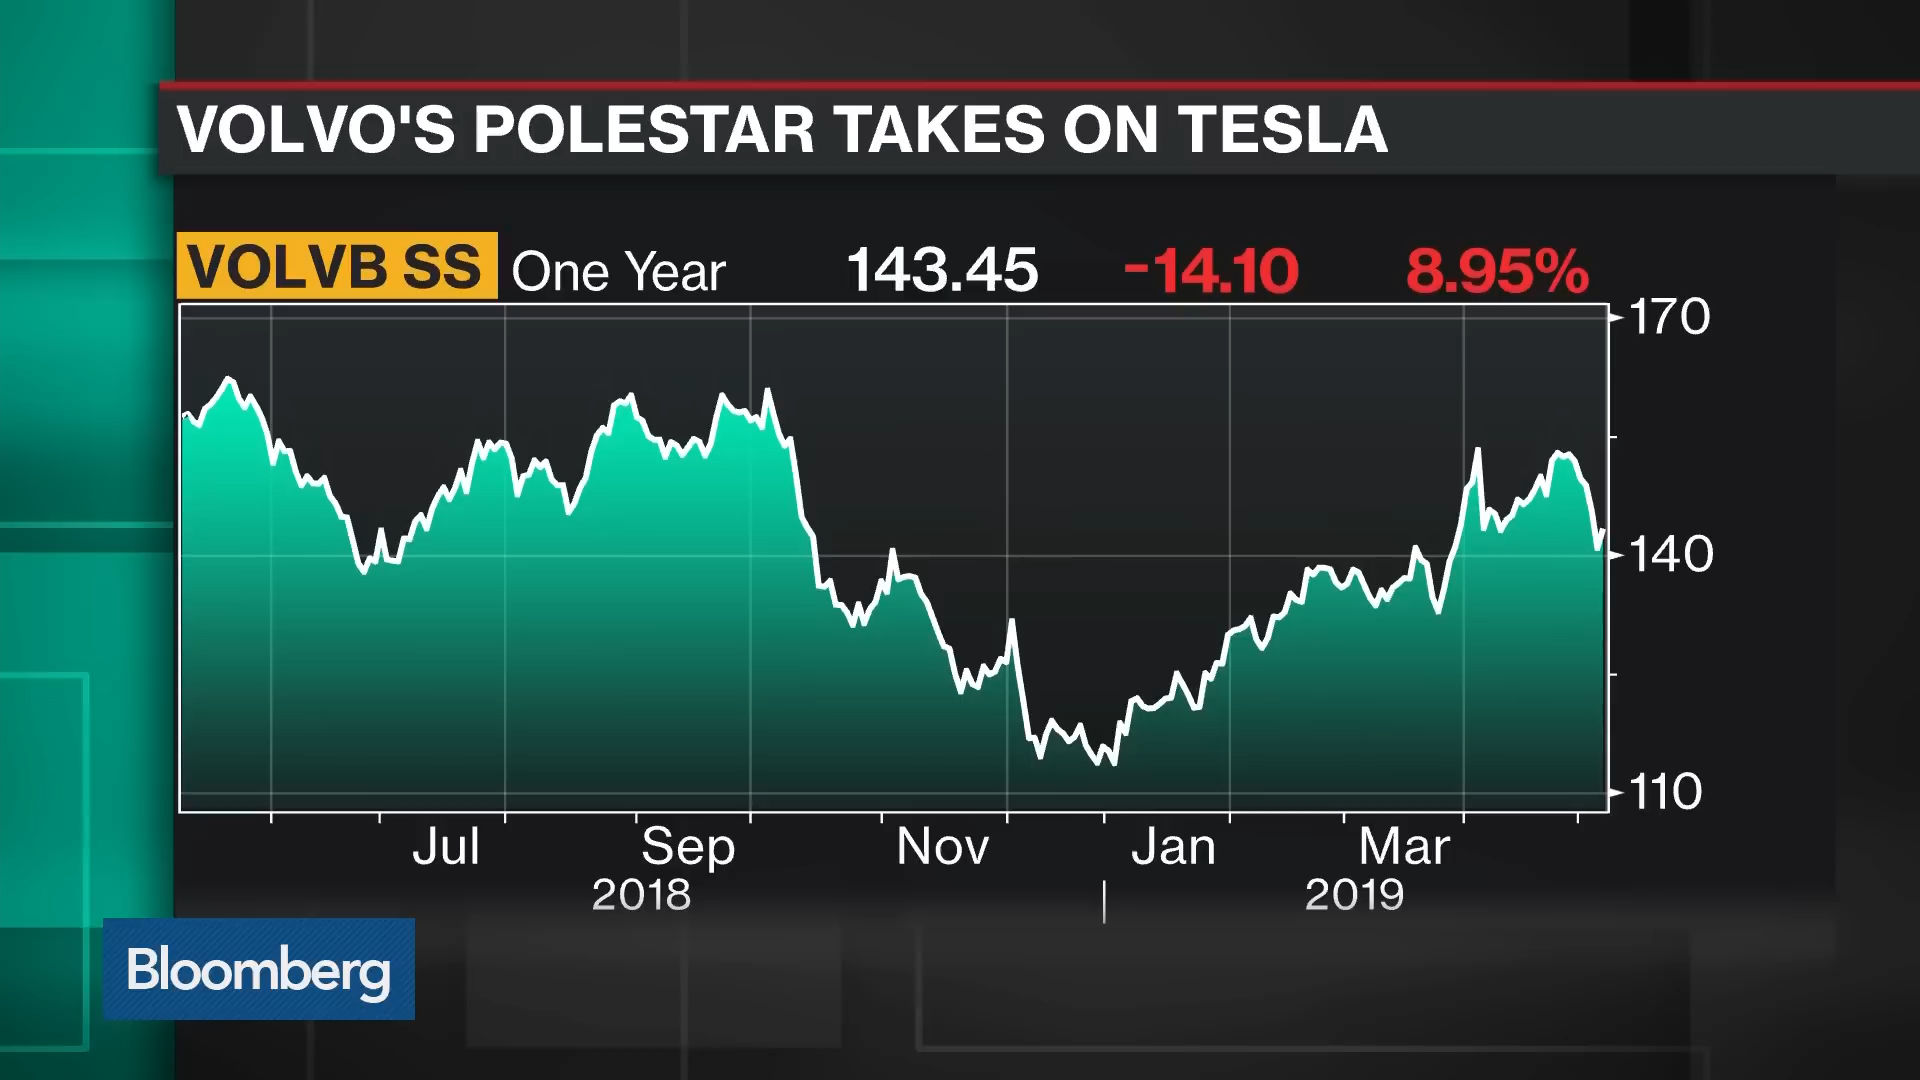 VOLVO'S POLESTAR TAKES ON TESLA
VOLVB SS One Year 143.45 -14.10 8.95%
170
140
110
Jul Sep Nov Jan Mar
2018 2019
Bloomberg